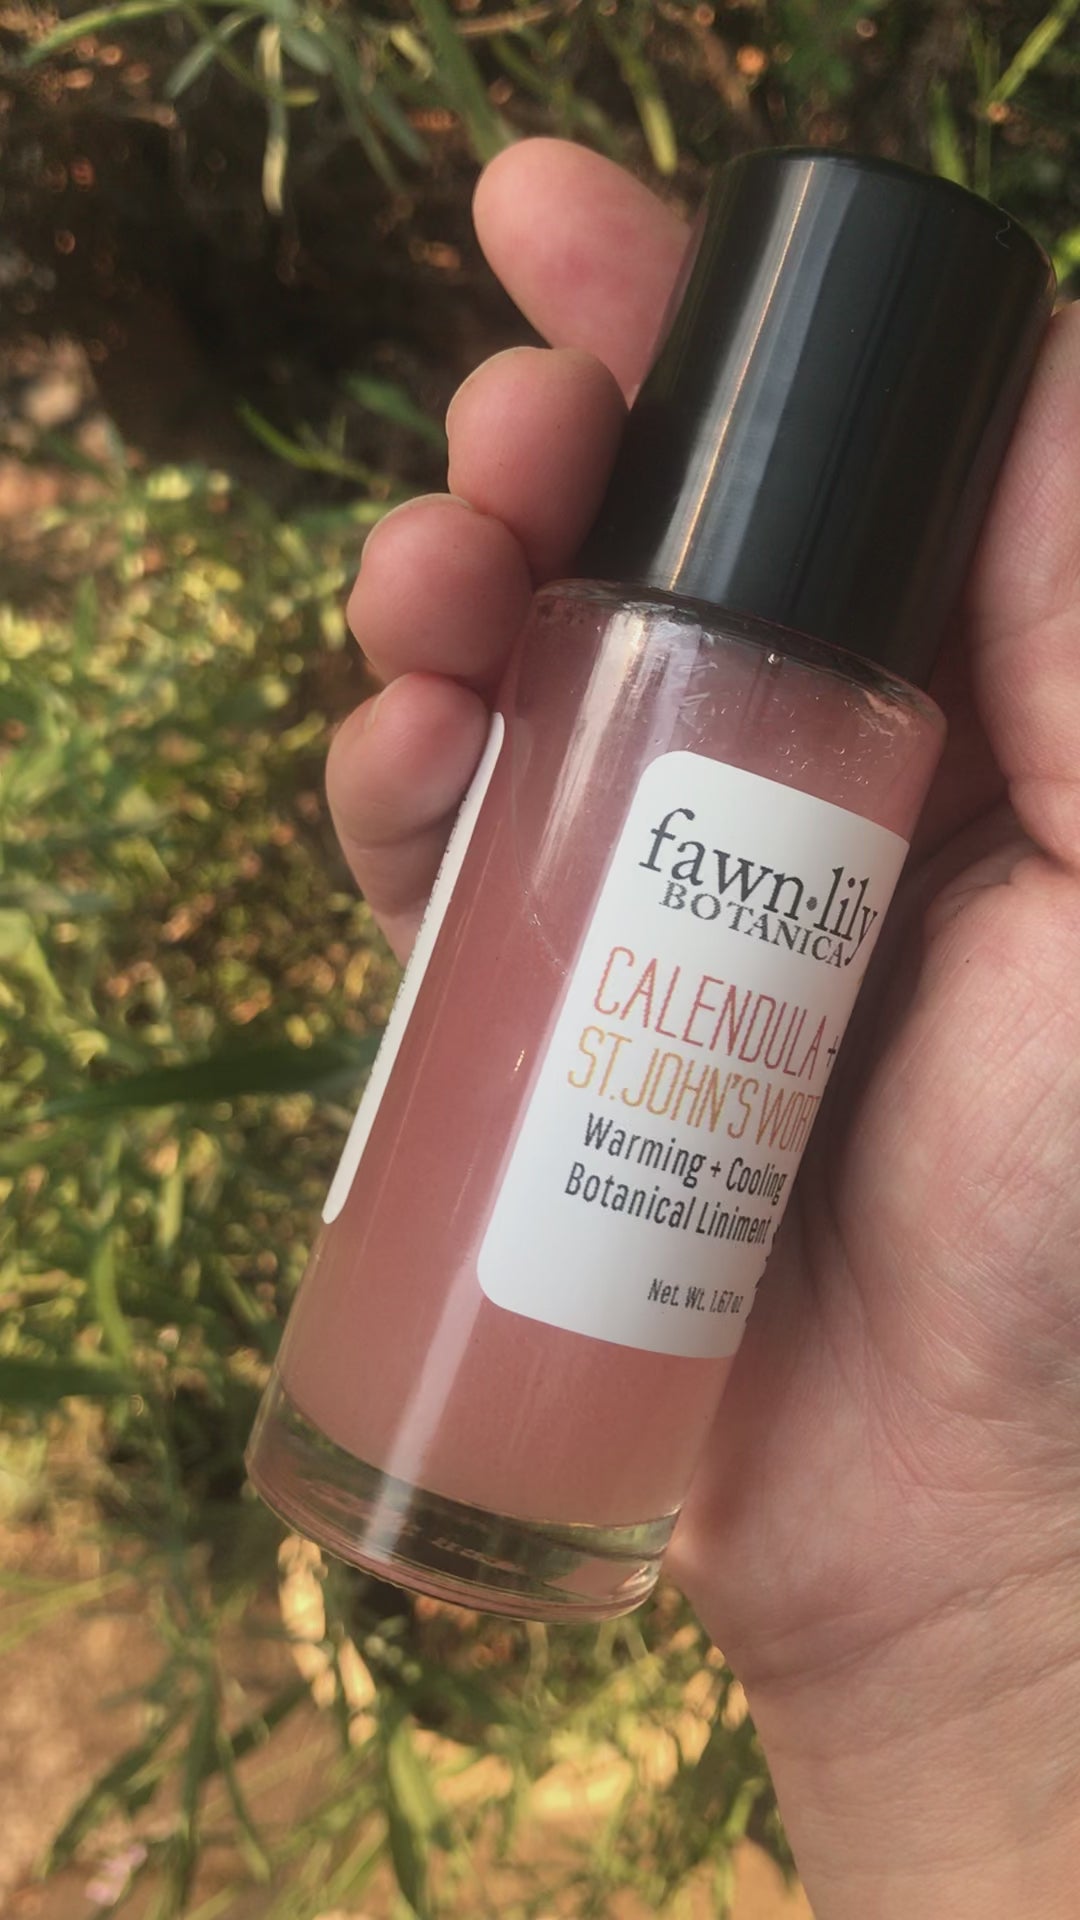 fawn·lily
BOTANICA
CALENDULA +
ST. JOHN'S WORT
Warming + Cooling
Botanical Liniment
Net. Wt. 1.67 oz